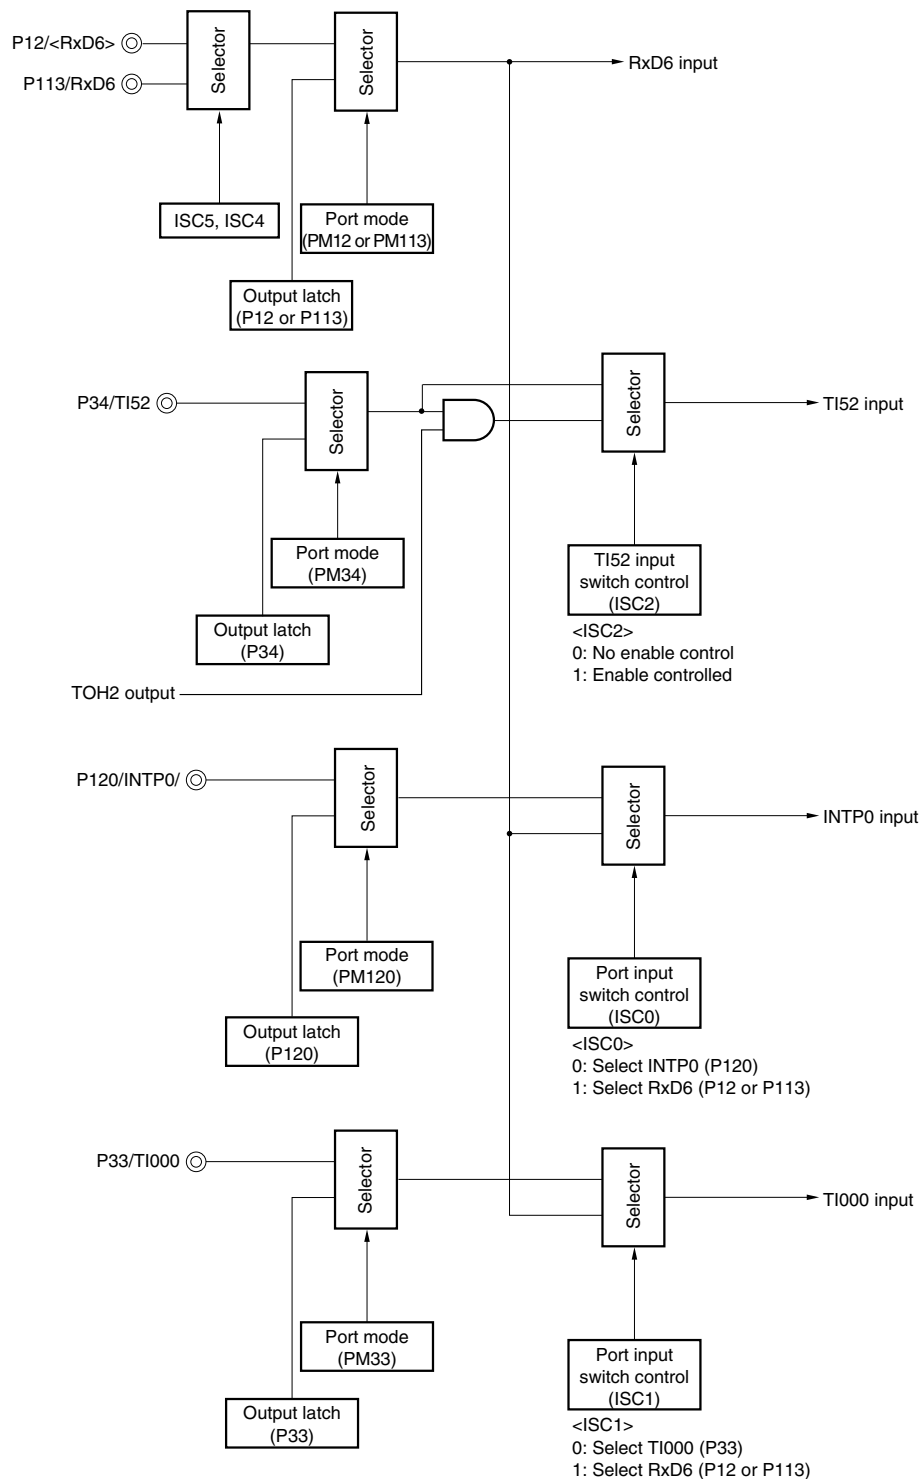 P12/<RxD6>
P113/RxD6
Selector
Selector
RxD6 input
ISC5, ISC4
Port mode
(PM12 or PM113)
Output latch
(P12 or P113)
P34/TI52
Selector
Selector
TI52 input
Port mode
(PM34)
TI52 input
switch control
(ISC2)
Output latch
(P34)
<ISC2>
0: No enable control
1: Enable controlled
TOH2 output
P120/INTP0/
Selector
Selector
INTP0 input
Port mode
(PM120)
Port input
switch control
(ISC0)
Output latch
(P120)
<ISC0>
0: Select INTP0 (P120)
1: Select RxD6 (P12 or P113)
P33/TI000
Selector
Selector
TI000 input
Port mode
(PM33)
Port input
switch control
(ISC1)
Output latch
(P33)
<ISC1>
0: Select TI000 (P33)
1: Select RxD6 (P12 or P113)